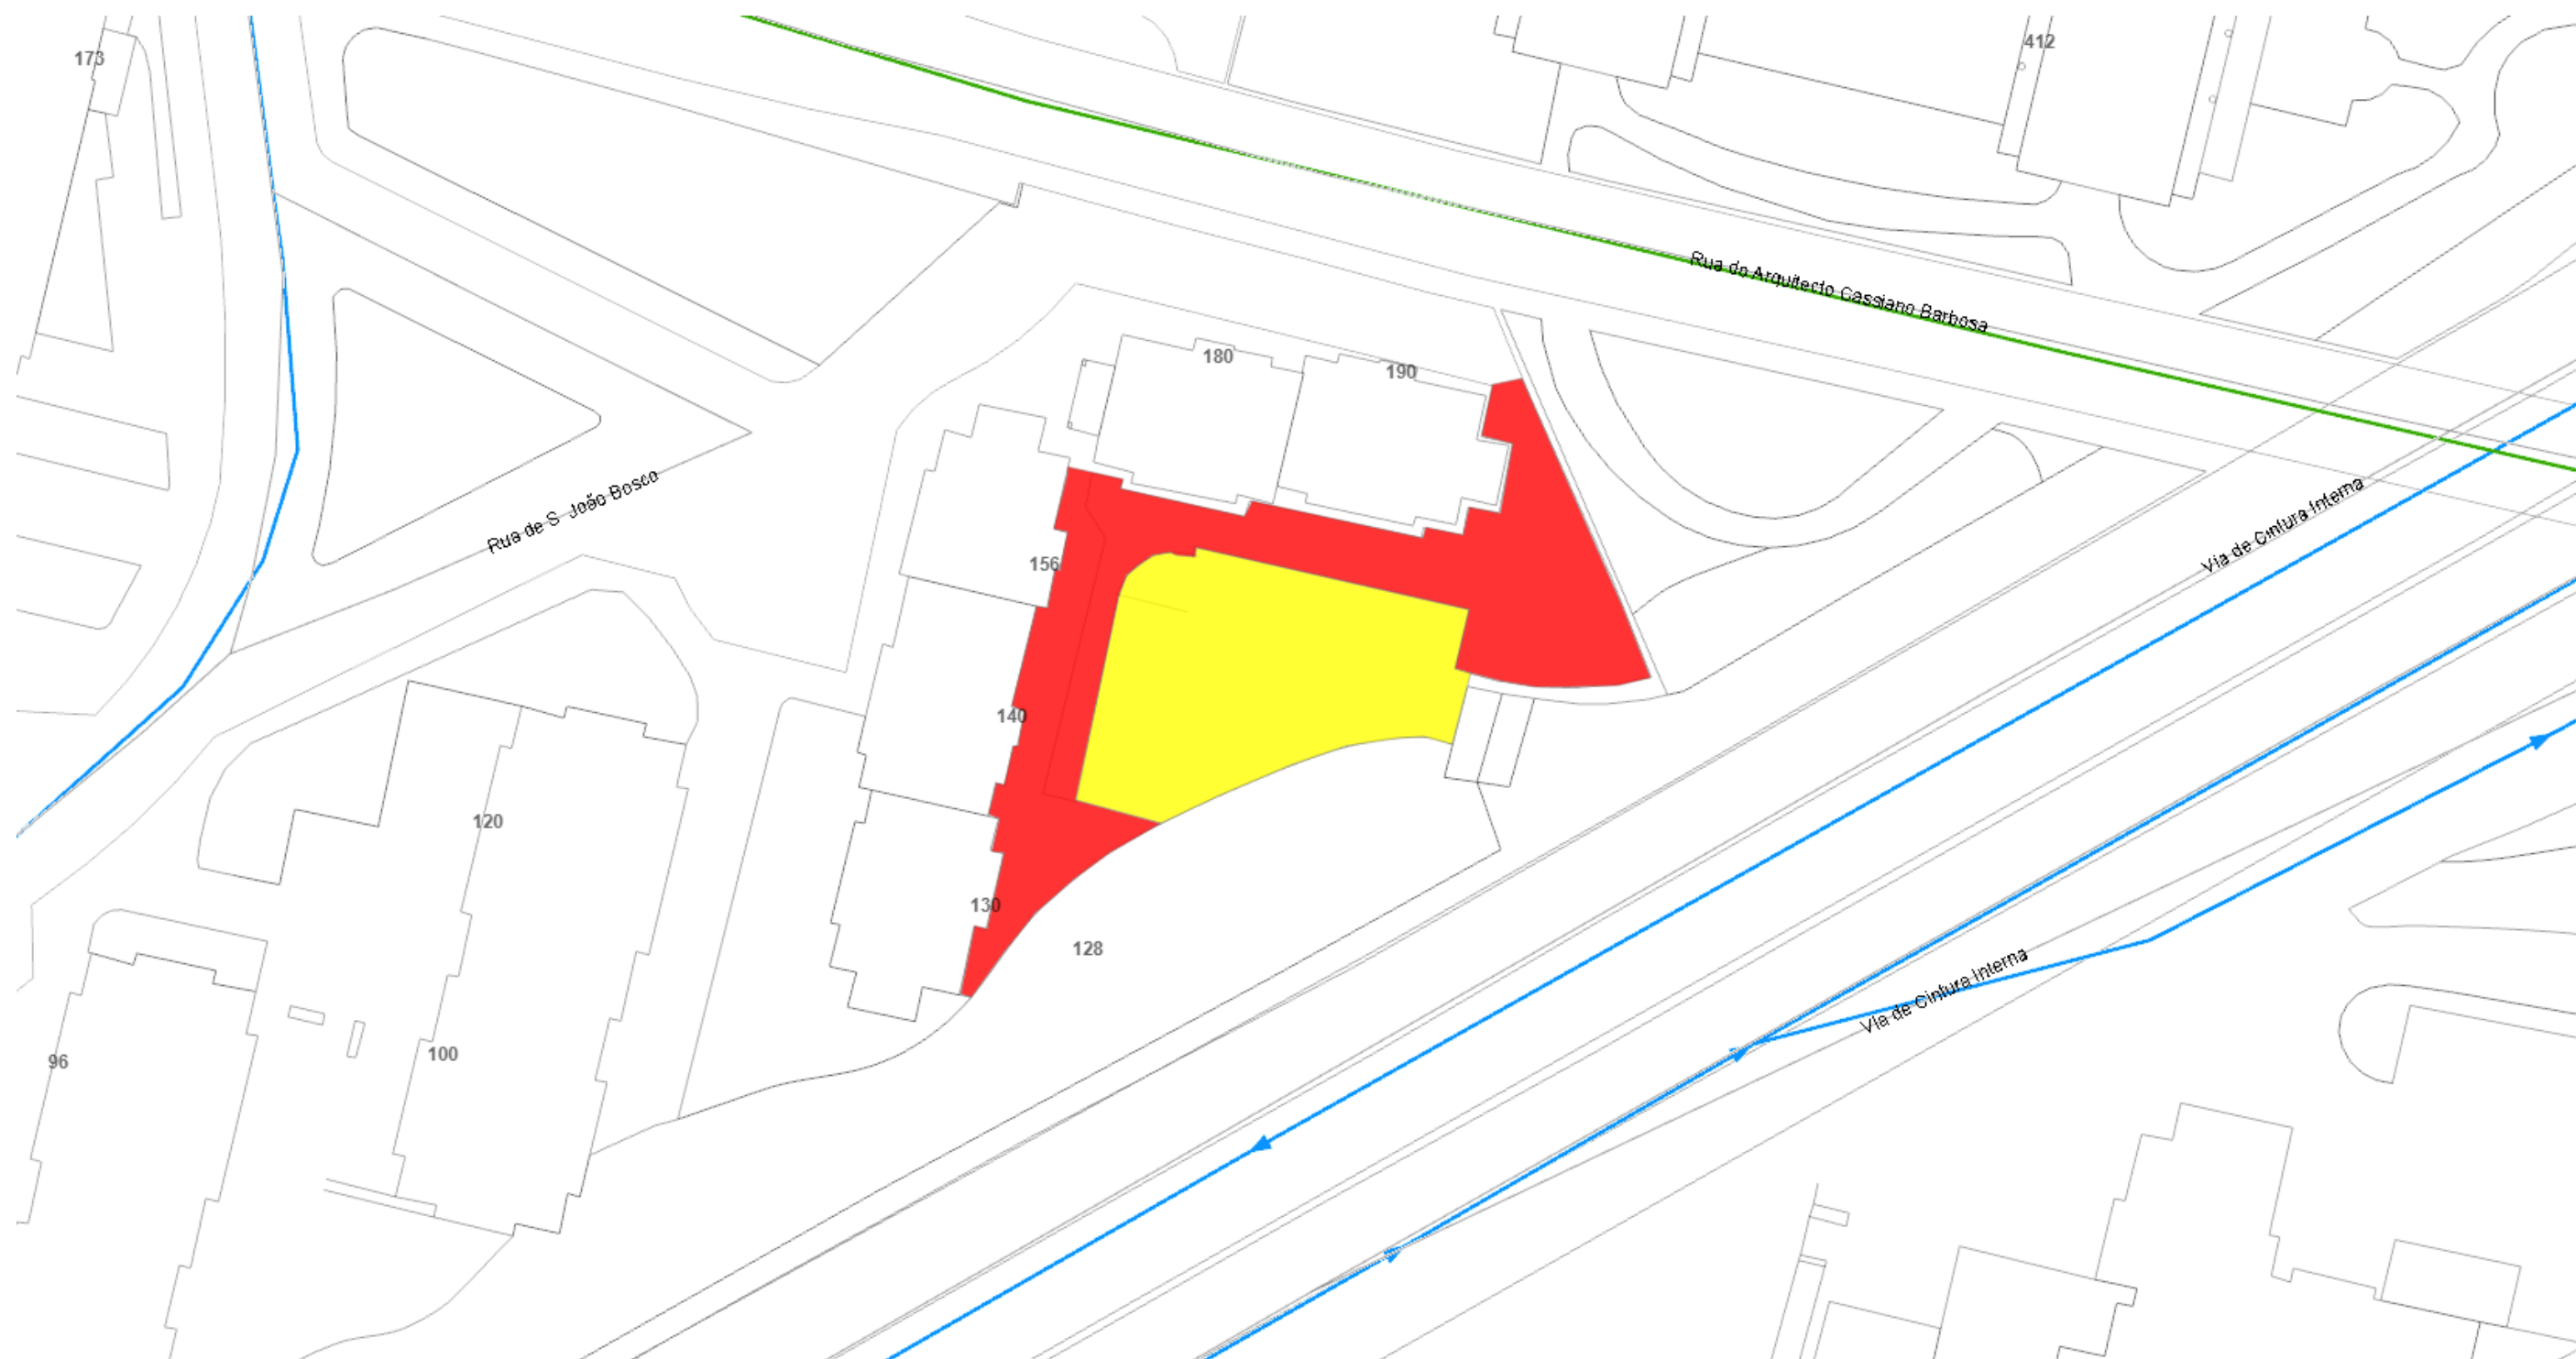 173
412
Rua do Arquitecto Cassiano Barbosa
180
190
Rua de S João Bosco
Via de Cintura Interna
156
140
120
130
128
Via de Cintura Interna
100
96